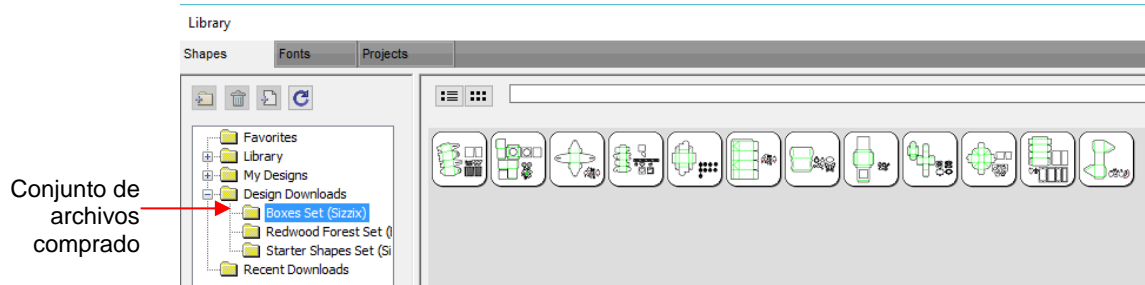 Library
Shapes Fonts Projects
Favorites
Library
My Designs
Design Downloads
Boxes Set (Sizzix)
Redwood Forest Set (
Starter Shapes Set (Si
Recent Downloads
Conjunto de
archivos
comprado